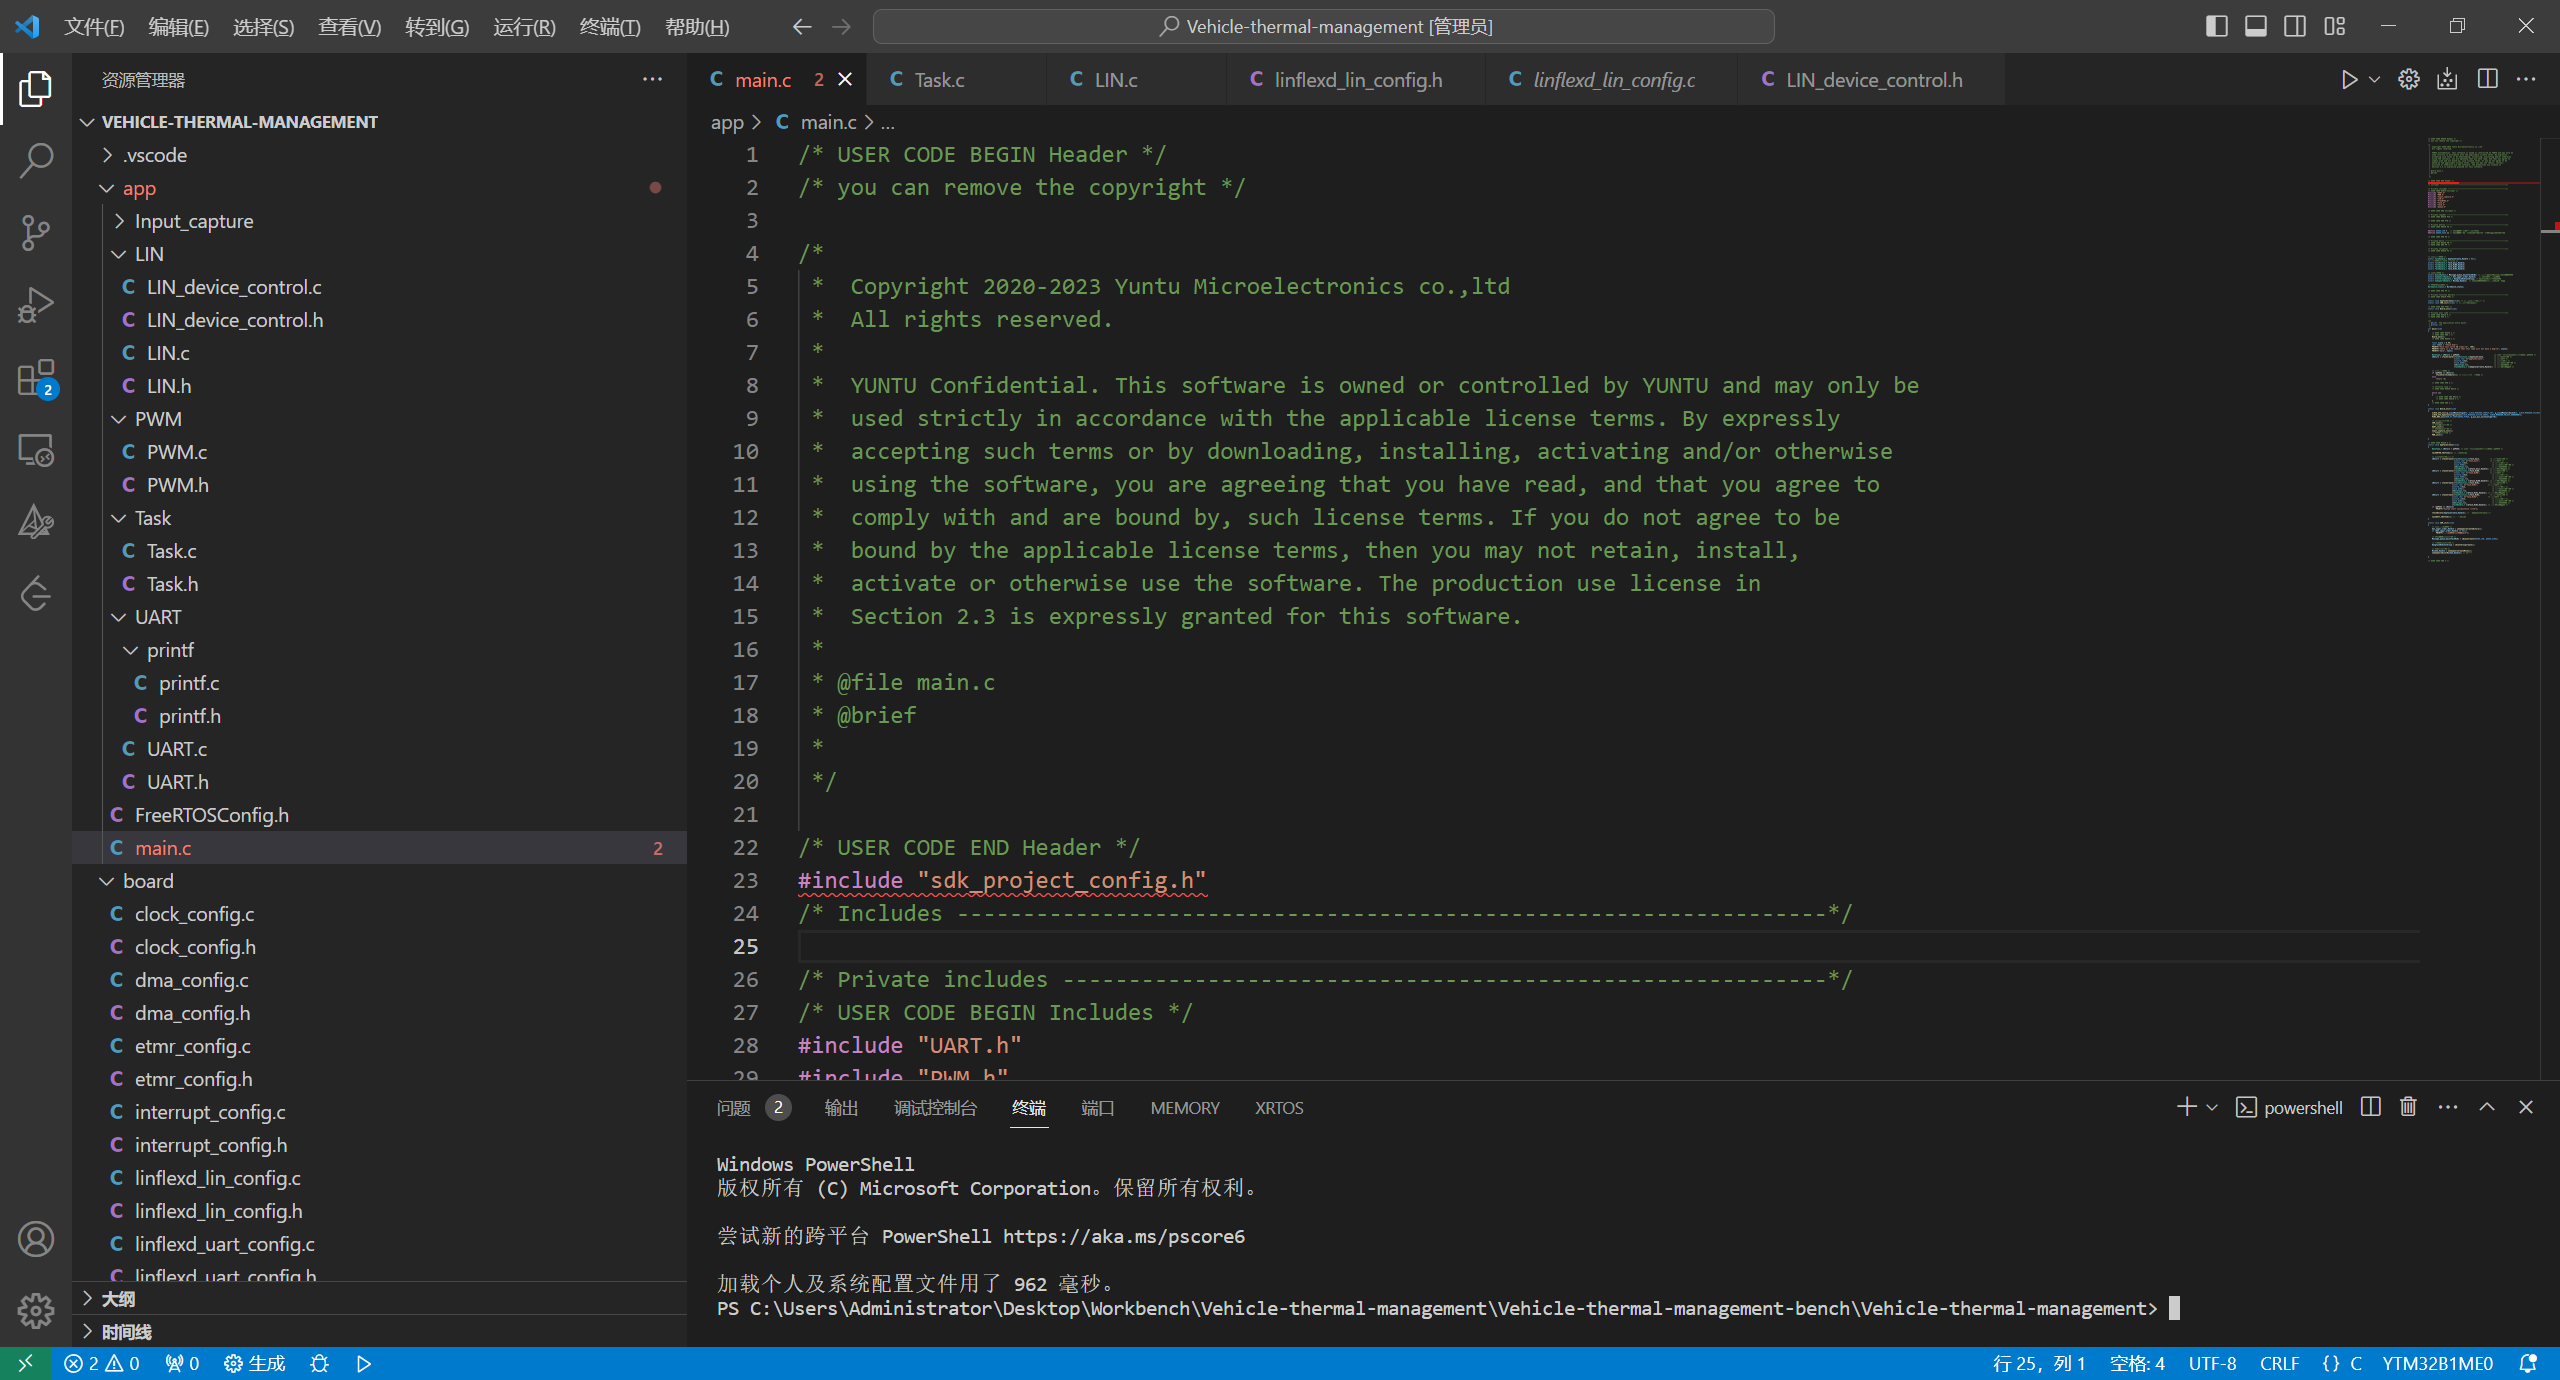 文件(F) 编辑(E) 选择(S) 查看(V) 转到(G) 运行(R) 终端(T) 帮助(H)
Vehicle-thermal-management [管理员]
资源管理器
VEHICLE-THERMAL-MANAGEMENT
.vscode
app
Input_capture
LIN
C LIN_device_control.c
C LIN_device_control.h
C LIN.c
C LIN.h
PWM
C PWM.c
C PWM.h
Task
C Task.c
C Task.h
UART
printf
C printf.c
C printf.h
C UART.c
C UART.h
C FreeRTOSConfig.h
C main.c 2
board
C clock_config.c
C clock_config.h
C dma_config.c
C dma_config.h
C etmr_config.c
C etmr_config.h
C interrupt_config.c
C interrupt_config.h
C linflexd_lin_config.c
C linflexd_lin_config.h
C linflexd_uart_config.c
C linflexd_uart_config.h
大纲
时间线
2
C main.c 2 C Task.c C LIN.c C linflexd_lin_config.h C linflexd_lin_config.c C LIN_device_control.h
app > C main.c > ...
1 /* USER CODE BEGIN Header */
2 /* you can remove the copyright */
3
4 /*
5 *  Copyright 2020-2023 Yuntu Microelectronics co.,ltd
6 *  All rights reserved.
7 *
8 *  YUNTU Confidential. This software is owned or controlled by YUNTU and may only be
9 *  used strictly in accordance with the applicable license terms. By expressly
10 *  accepting such terms or by downloading, installing, activating and/or otherwise
11 *  using the software, you are agreeing that you have read, and that you agree to
12 *  comply with and are bound by, such license terms. If you do not agree to be
13 *  bound by the applicable license terms, then you may not retain, install,
14 *  activate or otherwise use the software. The production use license in
15 *  Section 2.3 is expressly granted for this software.
16 *
17 * @file main.c
18 * @brief
19 *
20 */
21
22 /* USER CODE END Header */
23 #include "sdk_project_config.h"
24 /* Includes ------------------------------------------------------------------*/
25
26 /* Private includes ----------------------------------------------------------*/
27 /* USER CODE BEGIN Includes */
28 #include "UART.h"
29 #include "PWM.h"
问题 2 输出 调试控制台 终端 端口 MEMORY XRTOS
powershell
Windows PowerShell
版权所有 (C) Microsoft Corporation。保留所有权利。
尝试新的跨平台 PowerShell https://aka.ms/pscore6
加载个人及系统配置文件用了 962 毫秒。
PS C:\Users\Administrator\Desktop\Workbench\Vehicle-thermal-management\Vehicle-thermal-management-bench\Vehicle-thermal-management>
2 0 0 生成
行 25，列 1 空格: 4 UTF-8 CRLF {} C YTM32B1ME0